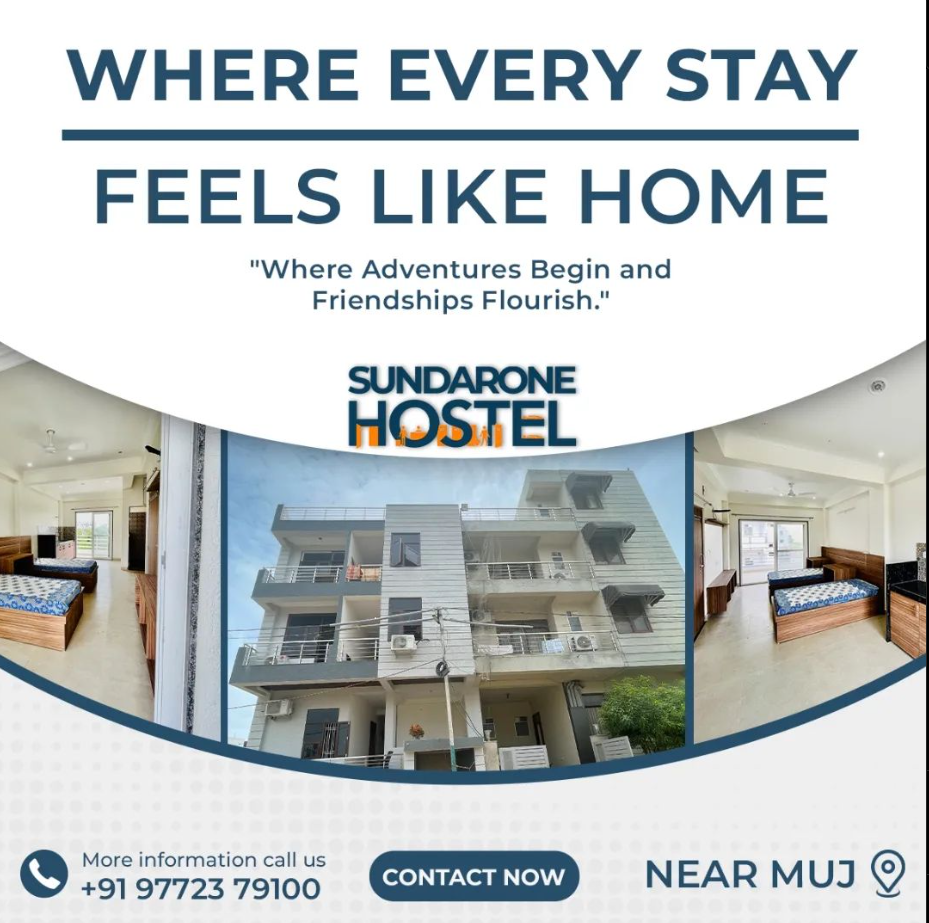 WHERE EVERY STAY
FEELS LIKE HOME
"Where Adventures Begin and
Friendships Flourish."
SUNDARONE
HOSTEL
More information call us
+91 97723 79100
CONTACT NOW
NEAR MUJ